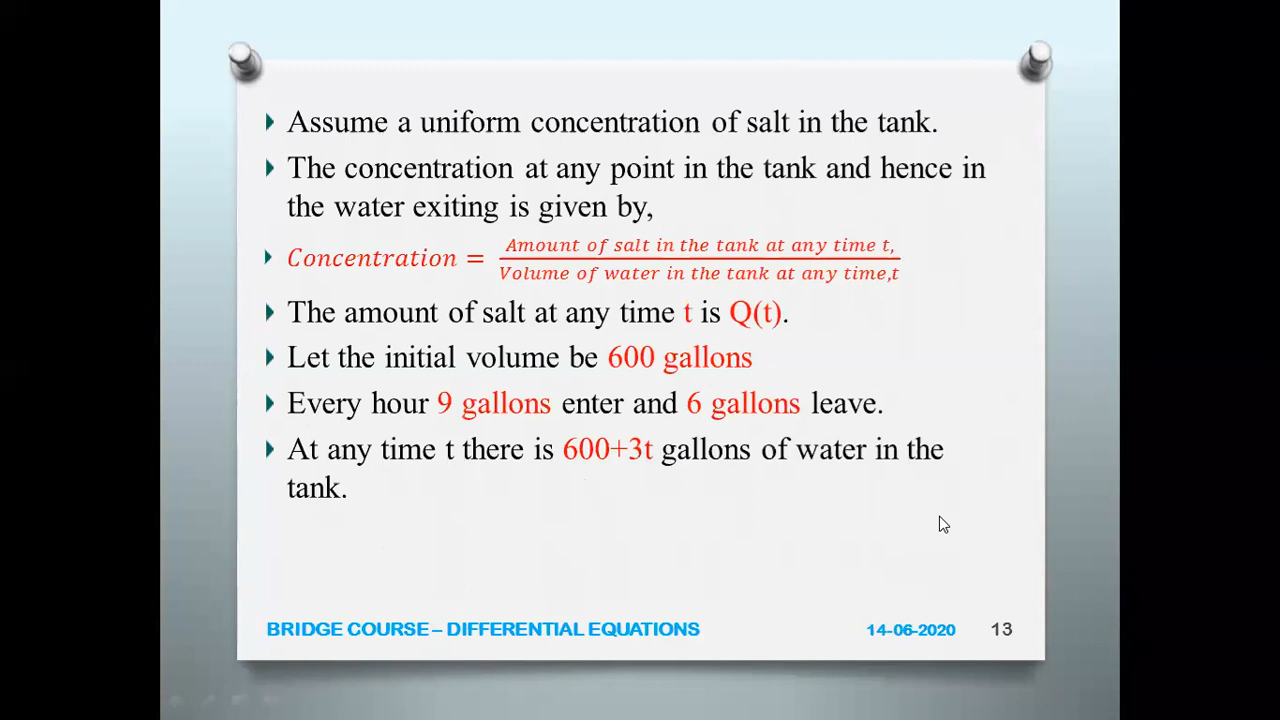 Assume a uniform concentration of salt in the tank.
The concentration at any point in the tank and hence in
the water exiting is given by,
Concentration = Amount of salt in the tank at any time t,
Volume of water in the tank at any time,t
The amount of salt at any time t is Q(t).
Let the initial volume be 600 gallons
Every hour 9 gallons enter and 6 gallons leave.
At any time t there is 600+3t gallons of water in the
tank.
BRIDGE COURSE – DIFFERENTIAL EQUATIONS 14-06-2020 13